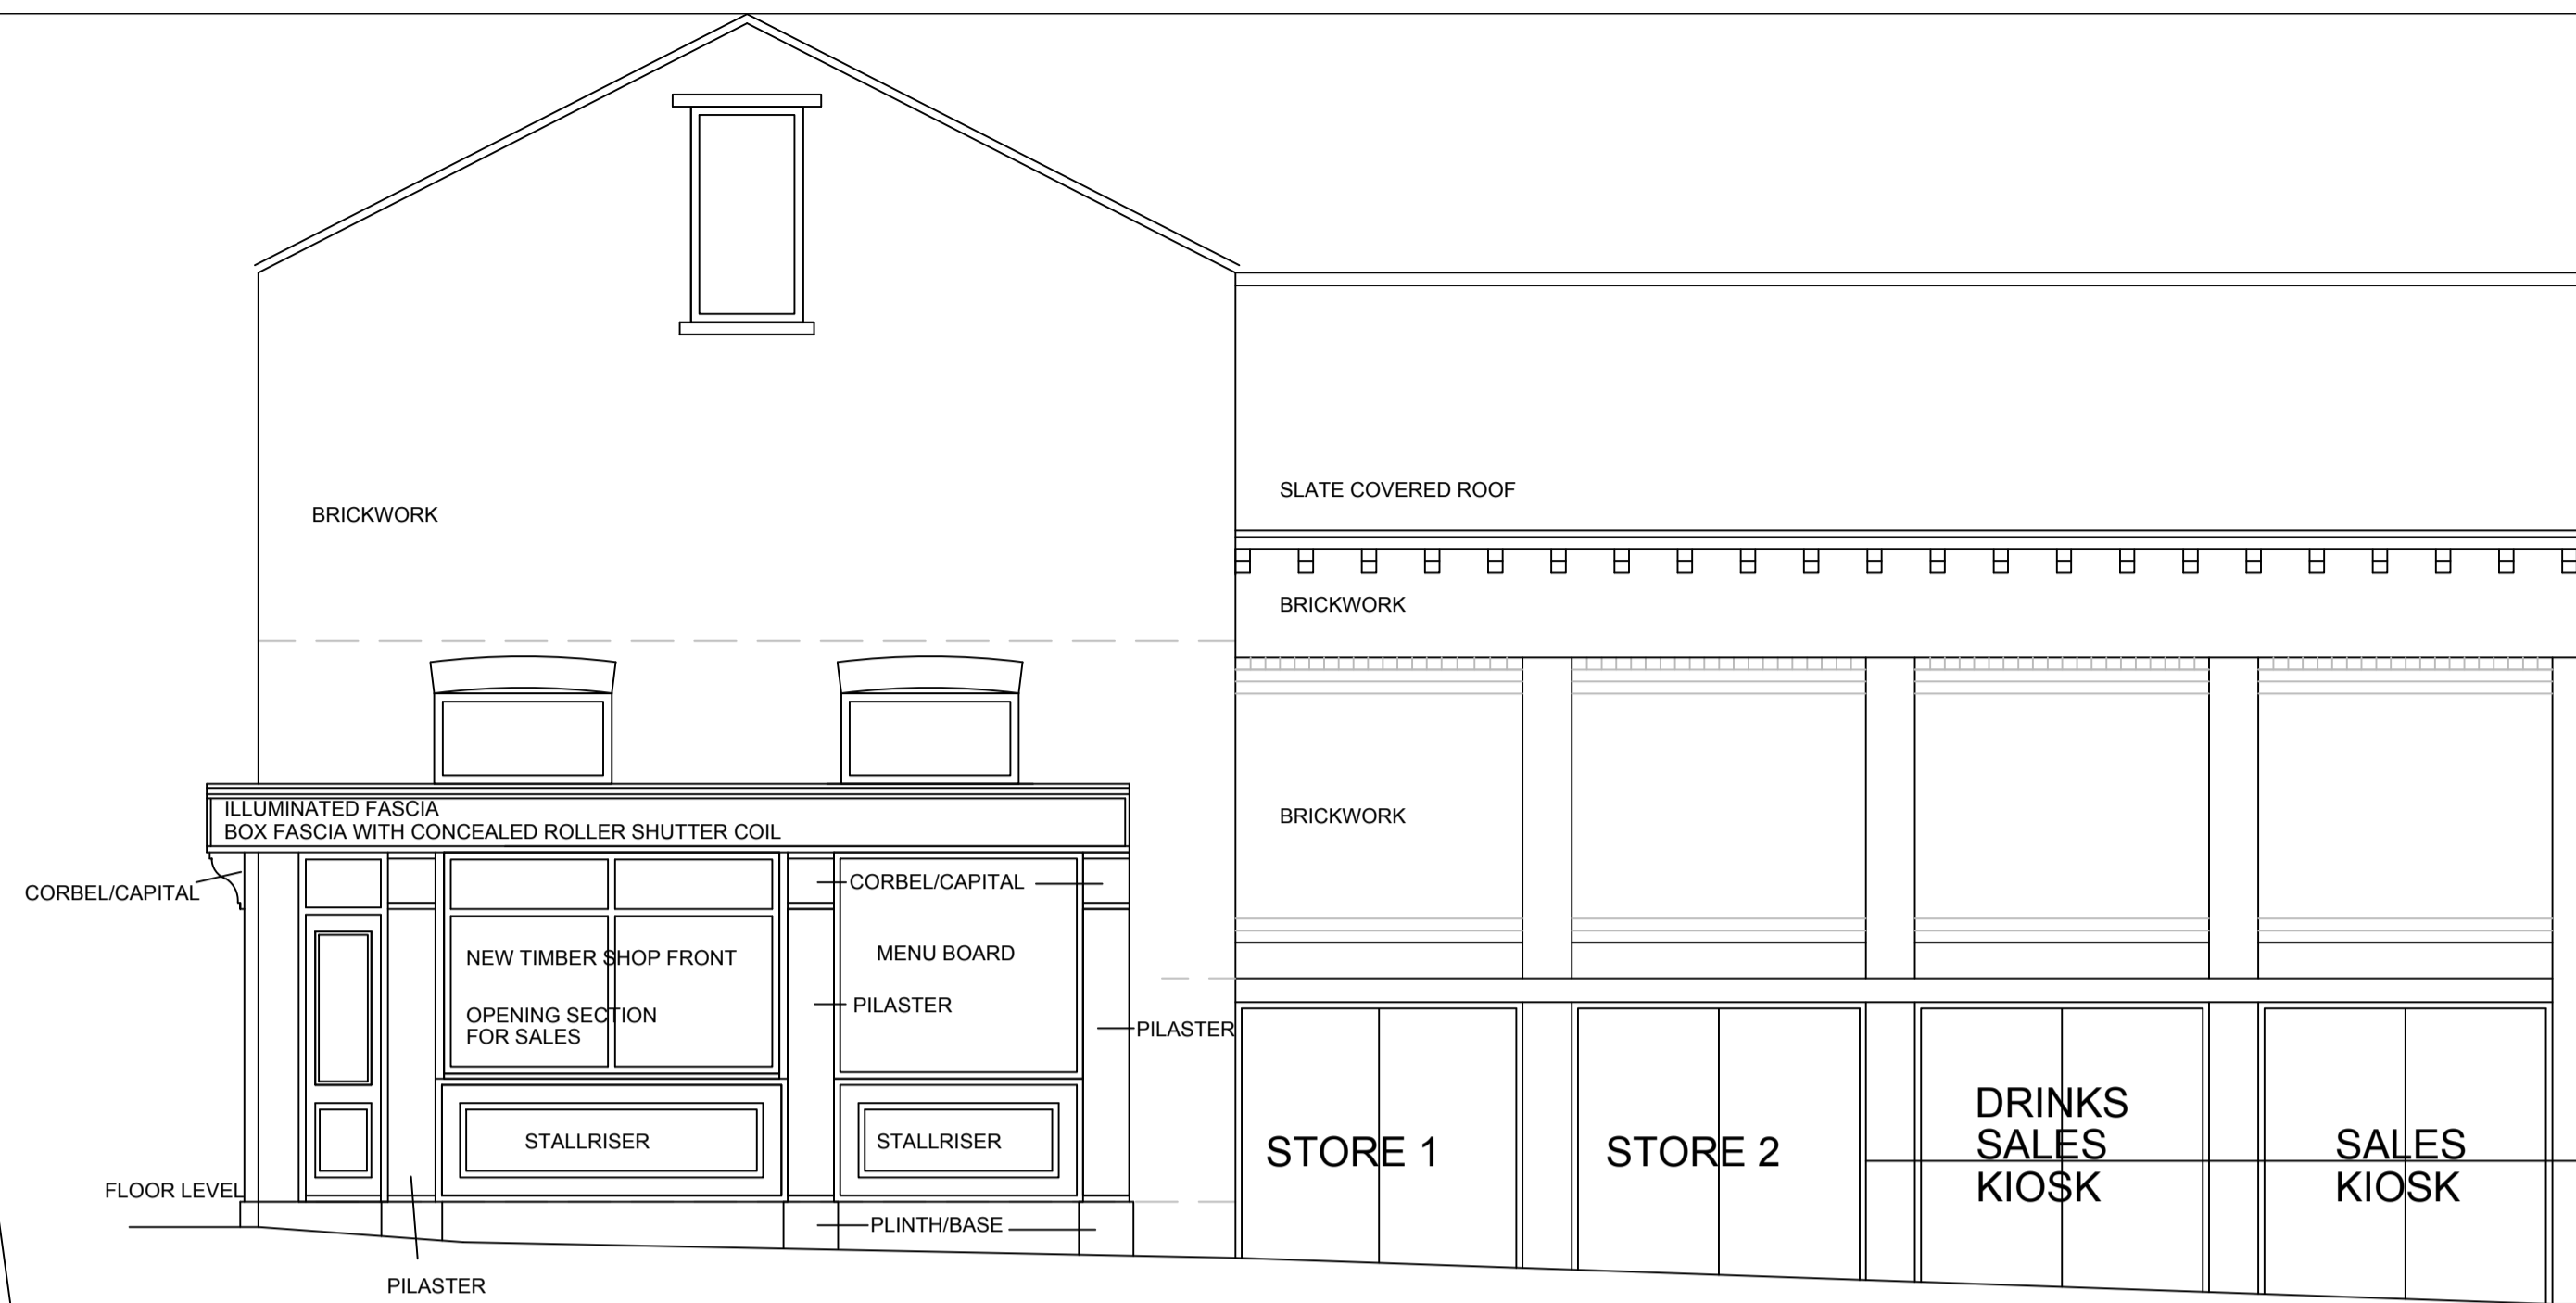 SLATE COVERED ROOF
BRICKWORK
BRICKWORK
ILLUMINATED FASCIA
BOX FASCIA WITH CONCEALED ROLLER SHUTTER COIL
BRICKWORK
CORBEL/CAPITAL
CORBEL/CAPITAL
NEW TIMBER SHOP FRONT
MENU BOARD
OPENING SECTION
FOR SALES
PILASTER
PILASTER
STALLRISER
STALLRISER
STORE 1
STORE 2
DRINKS
SALES
KIOSK
SALES
KIOSK
FLOOR LEVEL
PLINTH/BASE
PILASTER